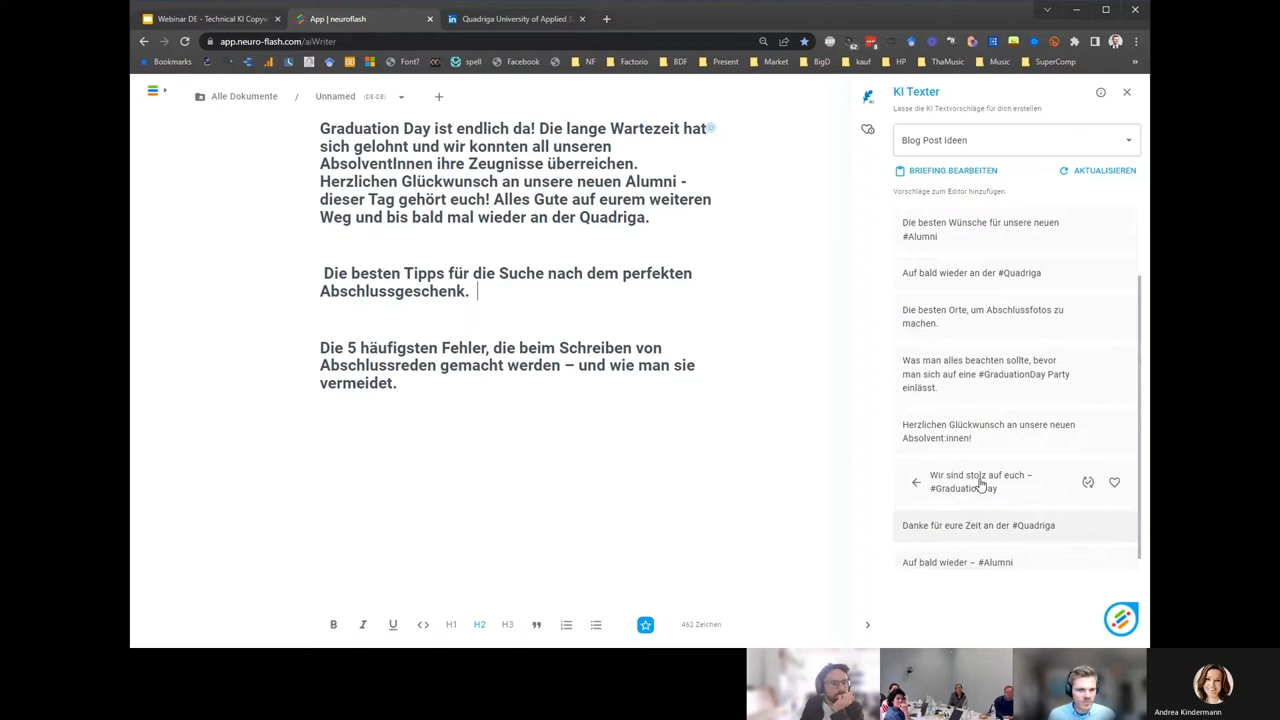 Webinar DE - Technical KI Copyw
App | neuroflash
Quadriga University of Applied S
app.neuro-flash.com/aiWriter
Bookmarks
Font?
spell
Facebook
NF
Factorio
BDF
Present
Market
BigD
kauf
HP
ThaMusic
Music
SuperComp
Alle Dokumente / Unnamed (DE-DE)
Graduation Day ist endlich da! Die lange Wartezeit hat
sich gelohnt und wir konnten all unseren
AbsolventInnen ihre Zeugnisse überreichen.
Herzlichen Glückwunsch an unsere neuen Alumni -
dieser Tag gehört euch! Alles Gute auf eurem weiteren
Weg und bis bald mal wieder an der Quadriga.
Die besten Tipps für die Suche nach dem perfekten
Abschlussgeschenk.
Die 5 häufigsten Fehler, die beim Schreiben von
Abschlussreden gemacht werden – und wie man sie
vermeidet.
B I U H1 H2 H3
462 Zeichen
KI Texter
Lasse die KI Textvorschläge für dich erstellen
Blog Post Ideen
BRIEFING BEARBEITEN
AKTUALISIEREN
Vorschläge zum Editor hinzufügen
Die besten Wünsche für unsere neuen
#Alumni
Auf bald wieder an der #Quadriga
Die besten Orte, um Abschlussfotos zu
machen.
Was man alles beachten sollte, bevor
man sich auf eine #GraduationDay Party
einlässt.
Herzlichen Glückwunsch an unsere neuen
Absolvent:innen!
Wir sind stolz auf euch –
#GraduationDay
Danke für eure Zeit an der #Quadriga
Auf bald wieder – #Alumni
Andrea Kindermann